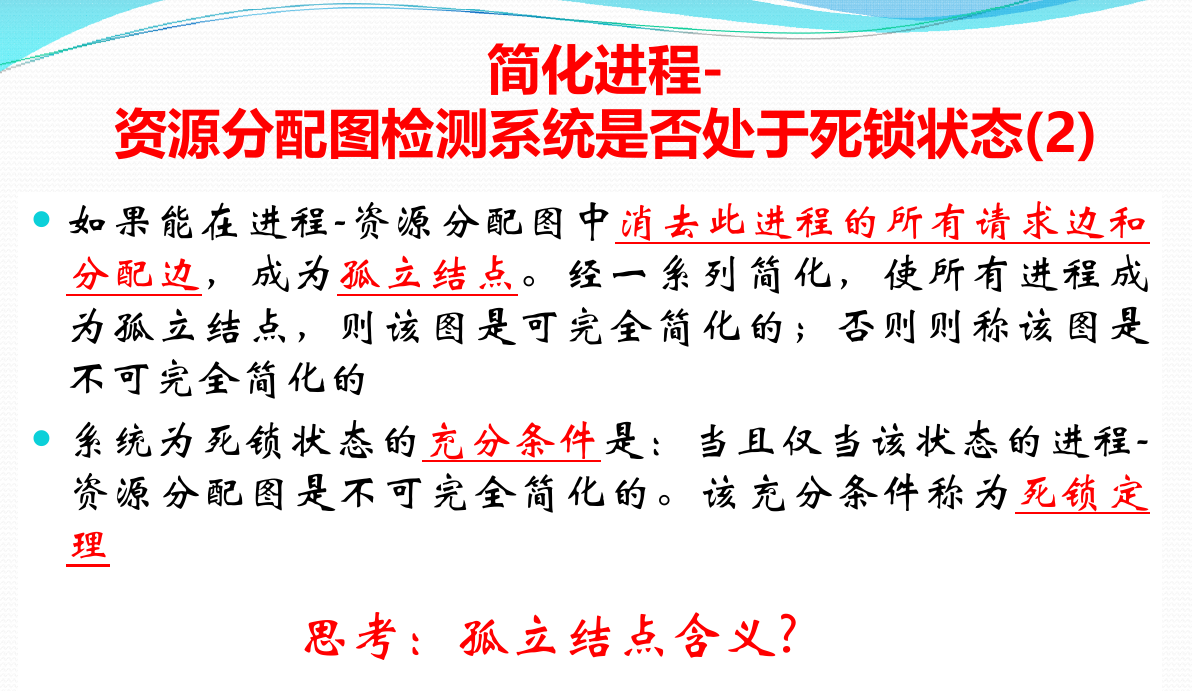 简化进程-
资源分配图检测系统是否处于死锁状态(2)
如果能在进程-资源分配图中消去此进程的所有请求边和
分配边，成为孤立结点。经一系列简化，使所有进程成
为孤立结点，则该图是可完全简化的；否则则称该图是
不可完全简化的
系统为死锁状态的充分条件是：当且仅当该状态的进程-
资源分配图是不可完全简化的。该充分条件称为死锁定
理
思考：孤立结点含义?